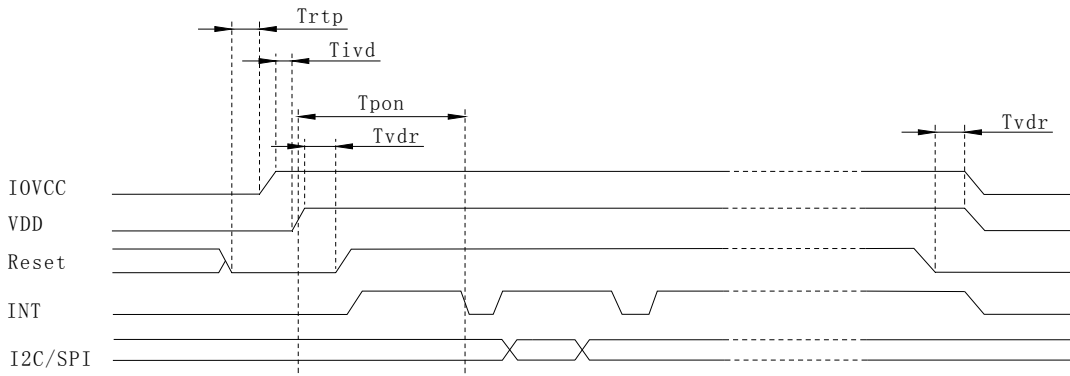 Trtp
Tivd
Tpon
Tvdr
Tvdr
IOVCC
VDD
Reset
INT
I2C/SPI